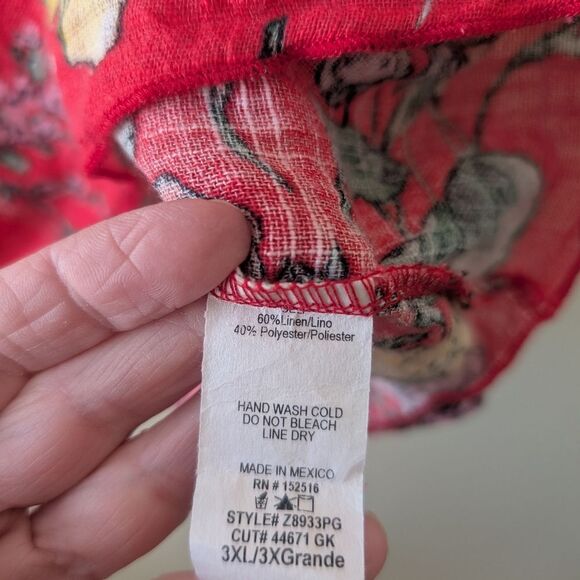 60%Linen/Lino
40% Polyester/Poliester
HAND WASH COLD
DO NOT BLEACH
LINE DRY
MADE IN MEXICO
RN # 152516
STYLE# Z8933PG
CUT# 44671 GK
3XL/3XGrande